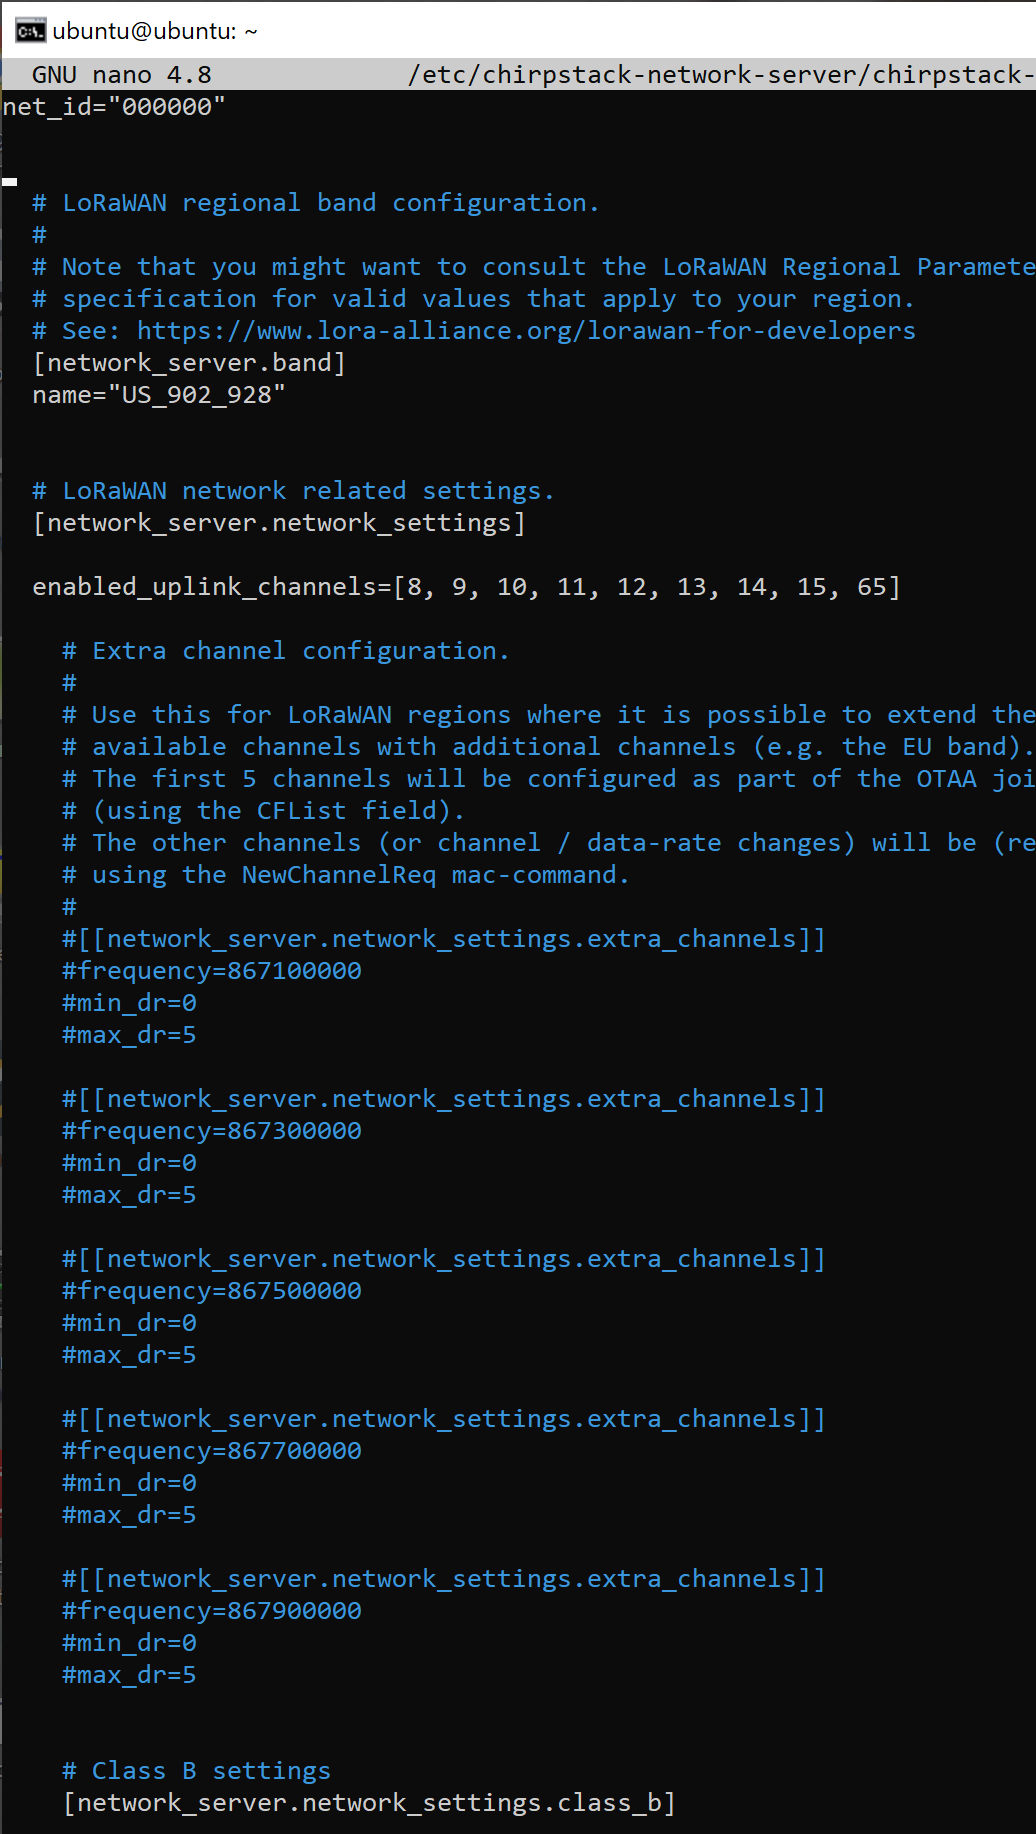 ubuntu@ubuntu: ~
GNU nano 4.8 /etc/chirpstack-network-server/chirpstack-
net_id="000000"
# LoRaWAN regional band configuration.
#
# Note that you might want to consult the LoRaWAN Regional Paramete
# specification for valid values that apply to your region.
# See: https://www.lora-alliance.org/lorawan-for-developers
[network_server.band]
name="US_902_928"
# LoRaWAN network related settings.
[network_server.network_settings]
enabled_uplink_channels=[8, 9, 10, 11, 12, 13, 14, 15, 65]
# Extra channel configuration.
#
# Use this for LoRaWAN regions where it is possible to extend the
# available channels with additional channels (e.g. the EU band).
# The first 5 channels will be configured as part of the OTAA joi
# (using the CFList field).
# The other channels (or channel / data-rate changes) will be (re
# using the NewChannelReq mac-command.
#
#[[network_server.network_settings.extra_channels]]
#frequency=867100000
#min_dr=0
#max_dr=5
#[[network_server.network_settings.extra_channels]]
#frequency=867300000
#min_dr=0
#max_dr=5
#[[network_server.network_settings.extra_channels]]
#frequency=867500000
#min_dr=0
#max_dr=5
#[[network_server.network_settings.extra_channels]]
#frequency=867700000
#min_dr=0
#max_dr=5
#[[network_server.network_settings.extra_channels]]
#frequency=867900000
#min_dr=0
#max_dr=5
# Class B settings
[network_server.network_settings.class_b]